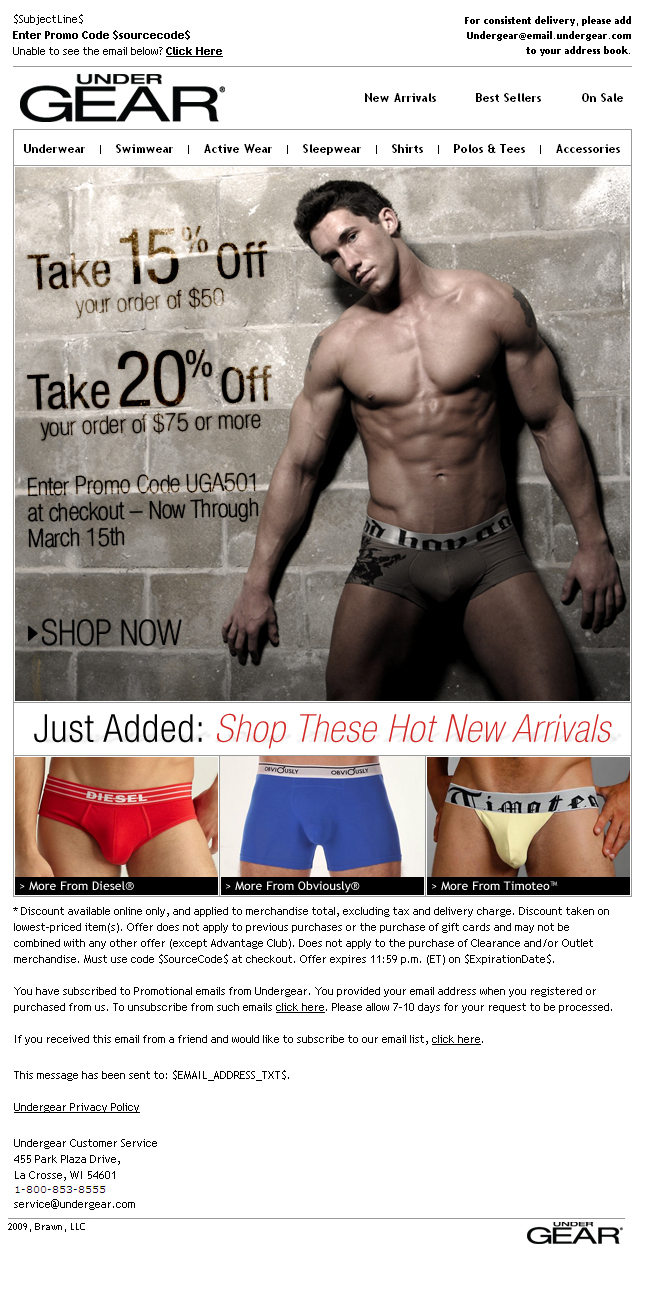 $SubjectLine$
Enter Promo Code $sourcecode$
Unable to see the email below? Click Here
For consistent delivery, please add
Undergear@email.undergear.com
to your address book.
UNDER
GEAR®
New Arrivals Best Sellers On Sale
Underwear | Swimwear | Active Wear | Sleepwear | Shirts | Polos & Tees | Accessories
Take 15% Off
your order of $50
Take 20% Off
your order of $75 or more
Enter Promo Code UGA501
at checkout – Now Through
March 15th
SHOP NOW
Just Added: Shop These Hot New Arrivals
DIESEL
OBVIOUSLY OBVIOUSLY
Timoteo
> More From Diesel®
> More From Obviously®
> More From Timoteo™
* Discount available online only, and applied to merchandise total, excluding tax and delivery charge. Discount taken on
lowest-priced item(s). Offer does not apply to previous purchases or the purchase of gift cards and may not be
combined with any other offer (except Advantage Club). Does not apply to the purchase of Clearance and/or Outlet
merchandise. Must use code $SourceCode$ at checkout. Offer expires 11:59 p.m. (ET) on $ExpirationDate$.
You have subscribed to Promotional emails from Undergear. You provided your email address when you registered or
purchased from us. To unsubscribe from such emails click here. Please allow 7-10 days for your request to be processed.
If you received this email from a friend and would like to subscribe to our email list, click here.
This message has been sent to: $EMAIL_ADDRESS_TXT$.
Undergear Privacy Policy
Undergear Customer Service
455 Park Plaza Drive,
La Crosse, WI 54601
1-800-853-8555
service@undergear.com
2009, Brawn, LLC
UNDER
GEAR®